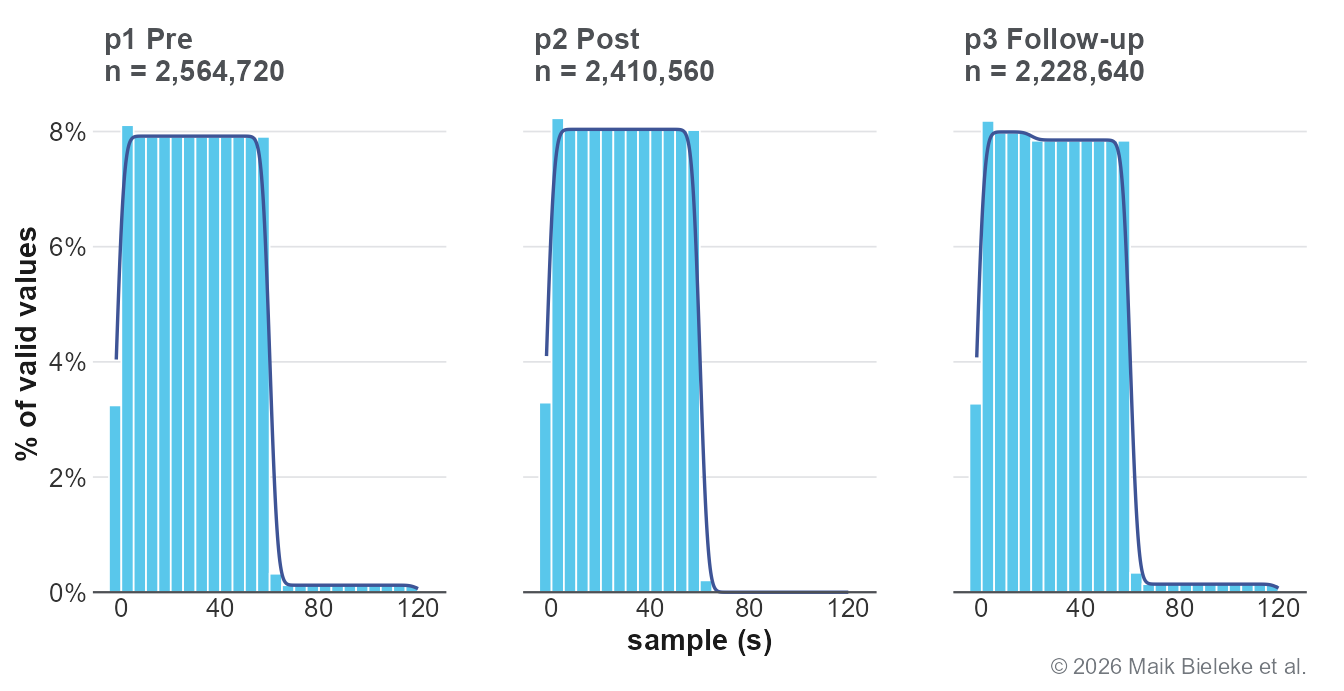 p1 Pre
n = 2,564,720
p2 Post
n = 2,410,560
p3 Follow-up
n = 2,228,640
% of valid values
8%
6%
4%
2%
0%
0 40 80 120
0 40 80 120
0 40 80 120
sample (s)
© 2026 Maik Bieleke et al.